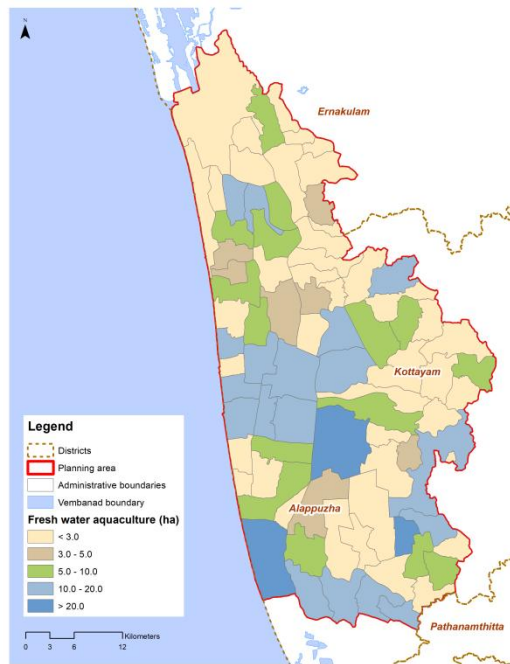 N
Ernakulam
Kottayam
Alappuzha
Pathanamthitta
Legend
Districts
Planning area
Administrative boundaries
Vembanad boundary
Fresh water aquaculture (ha)
< 3.0
3.0 - 5.0
5.0 - 10.0
10.0 - 20.0
> 20.0
Kilometers
0 3 6 12